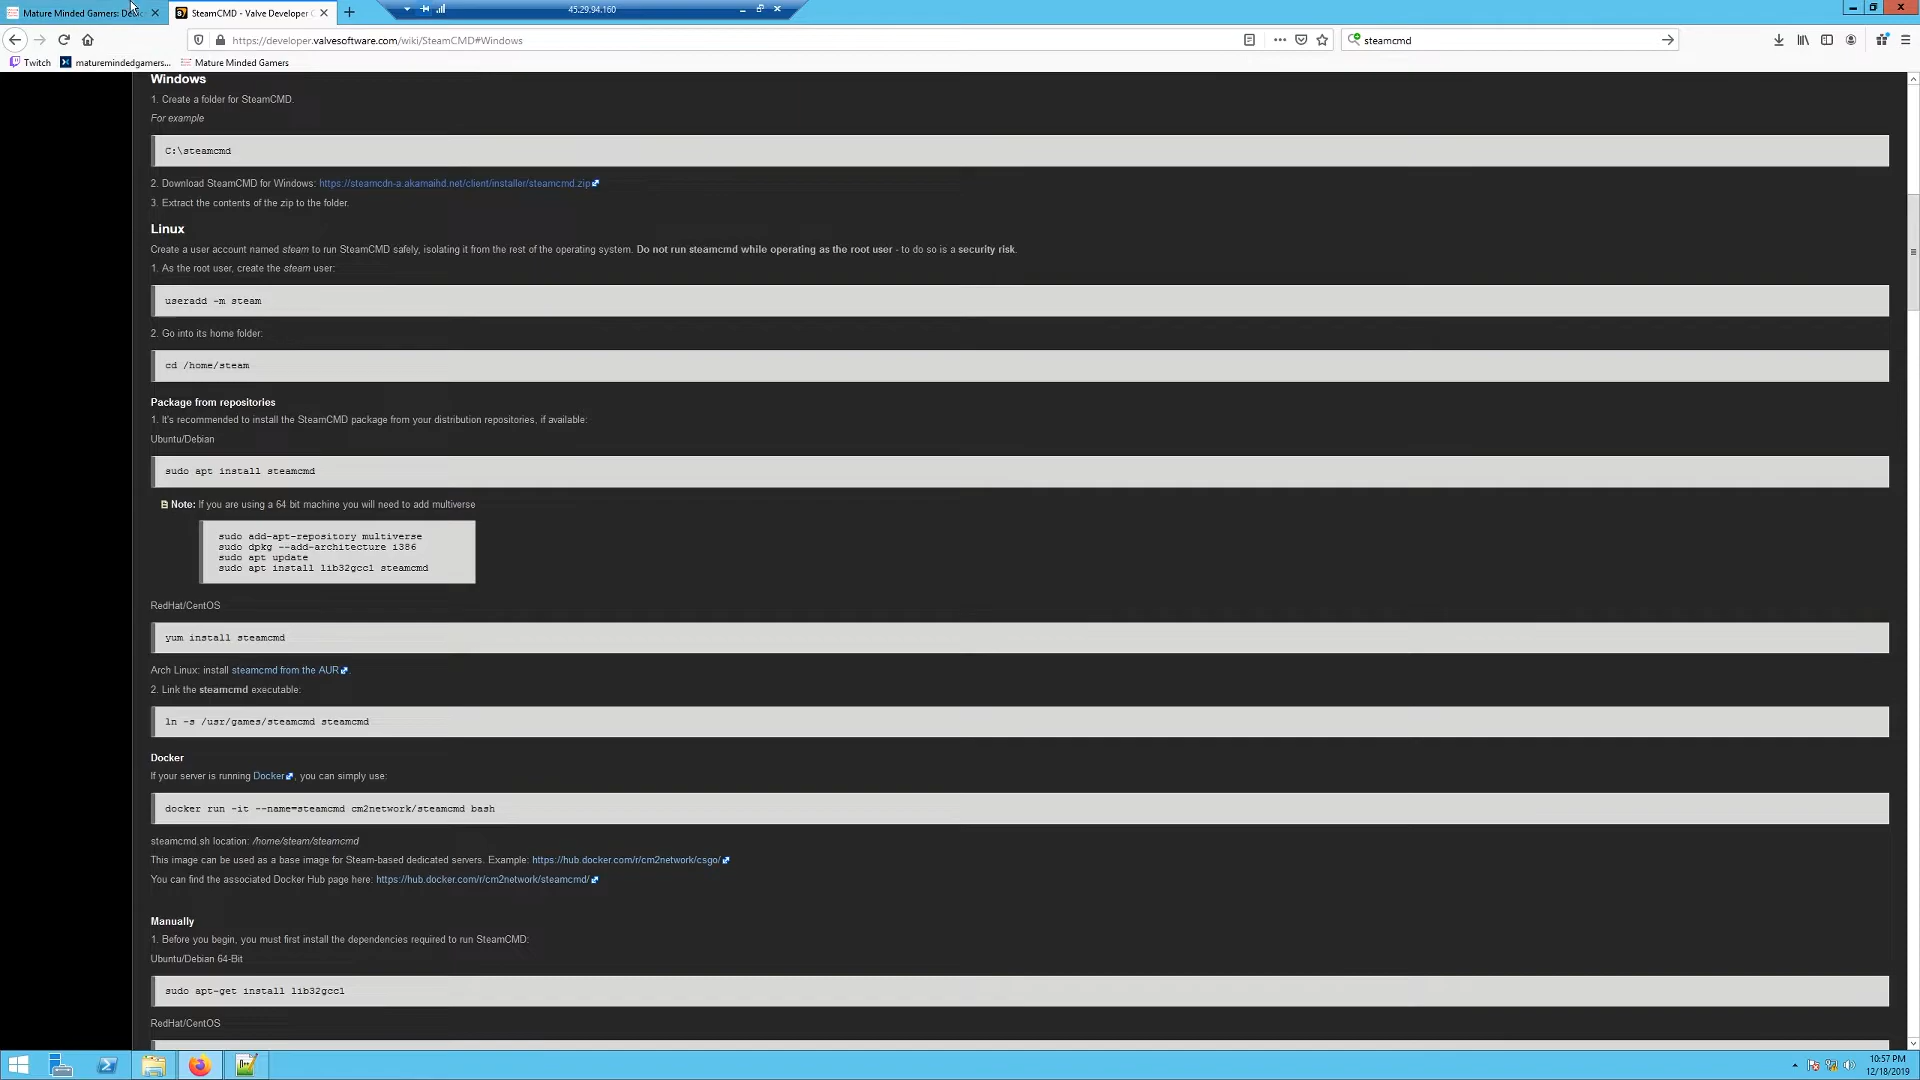 Mature Minded Gamers: De
SteamCMD - Valve Developer C
45.29.94.160
https://developer.valvesoftware.com/wiki/SteamCMD#Windows
steamcmd
Twitch
maturemindedgamers...
Mature Minded Gamers
Windows
1. Create a folder for SteamCMD.
For example
C:\steamcmd
2. Download SteamCMD for Windows: https://steamcdn-a.akamaihd.net/client/installer/steamcmd.zip
3. Extract the contents of the zip to the folder.
Linux
Create a user account named steam to run SteamCMD safely, isolating it from the rest of the operating system. Do not run steamcmd while operating as the root user - to do so is a security risk.
1. As the root user, create the steam user:
useradd -m steam
2. Go into its home folder:
cd /home/steam
Package from repositories
1. It's recommended to install the SteamCMD package from your distribution repositories, if available:
Ubuntu/Debian
sudo apt install steamcmd
Note: If you are using a 64 bit machine you will need to add multiverse
sudo add-apt-repository multiverse
sudo dpkg --add-architecture i386
sudo apt update
sudo apt install lib32gcc1 steamcmd
RedHat/CentOS
yum install steamcmd
Arch Linux: install steamcmd from the AUR.
2. Link the steamcmd executable:
ln -s /usr/games/steamcmd steamcmd
Docker
If your server is running Docker, you can simply use:
docker run -it --name=steamcmd cm2network/steamcmd bash
steamcmd.sh location: /home/steam/steamcmd
This image can be used as a base image for Steam-based dedicated servers. Example: https://hub.docker.com/r/cm2network/csgo/
You can find the associated Docker Hub page here: https://hub.docker.com/r/cm2network/steamcmd/
Manually
1. Before you begin, you must first install the dependencies required to run SteamCMD:
Ubuntu/Debian 64-Bit
sudo apt-get install lib32gcc1
RedHat/CentOS
10:57 PM
12/18/2019